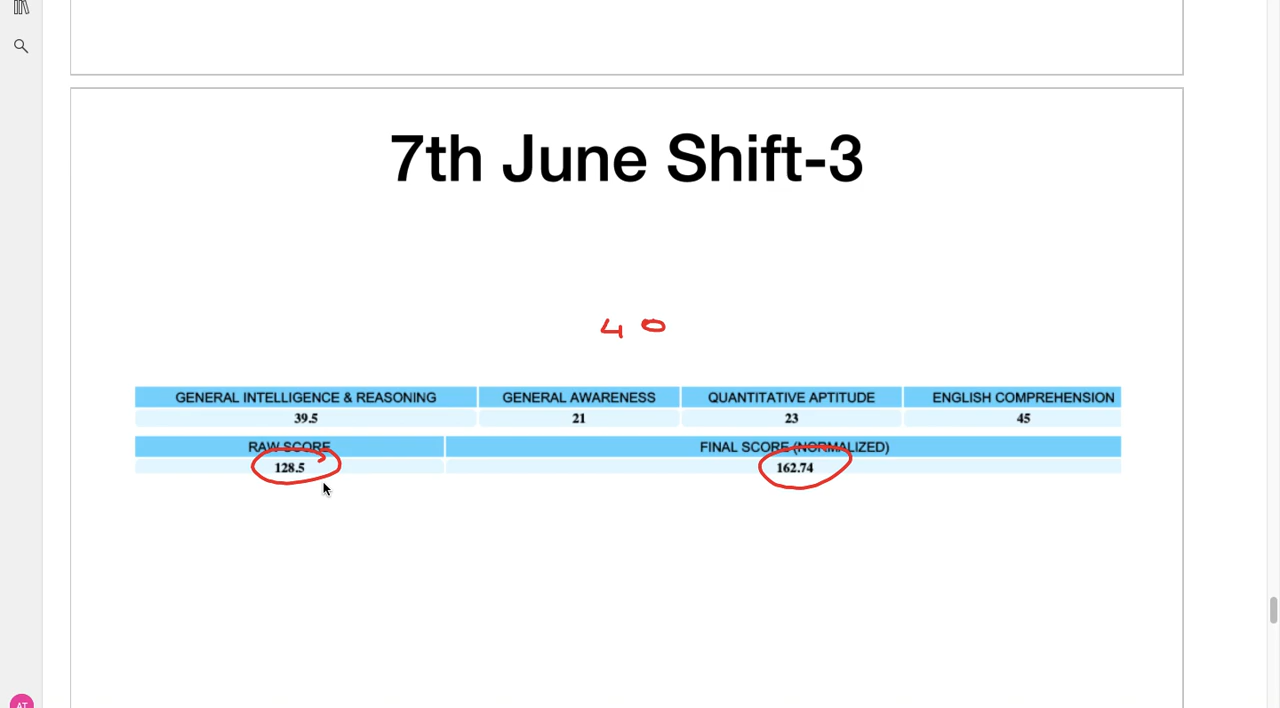 7th June Shift-3
40
GENERAL INTELLIGENCE & REASONING GENERAL AWARENESS QUANTITATIVE APTITUDE ENGLISH COMPREHENSION
39.5 21 23 45
RAW SCORE FINAL SCORE (NORMALIZED)
128.5 162.74
AT